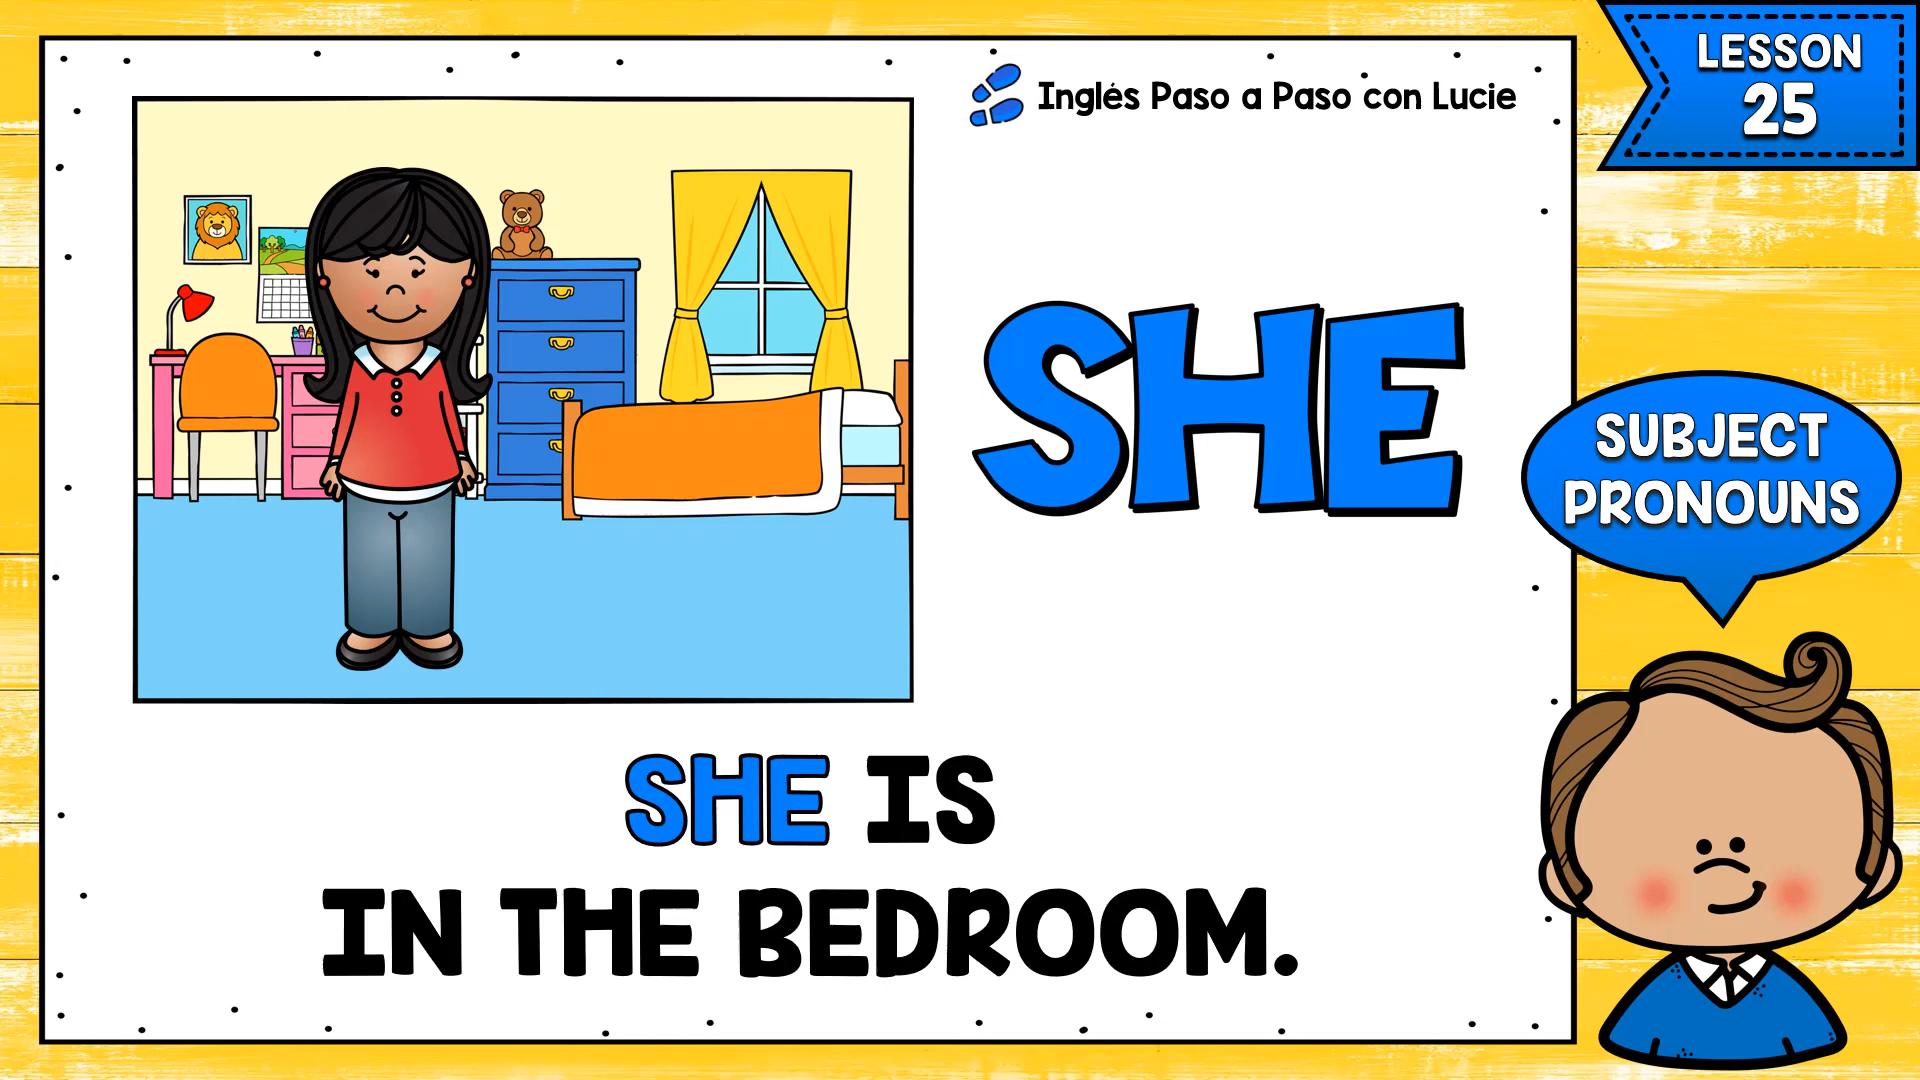 LESSON
25
Inglés Paso a Paso con Lucie
SHE
SUBJECT
PRONOUNS
SHE IS
IN THE BEDROOM.